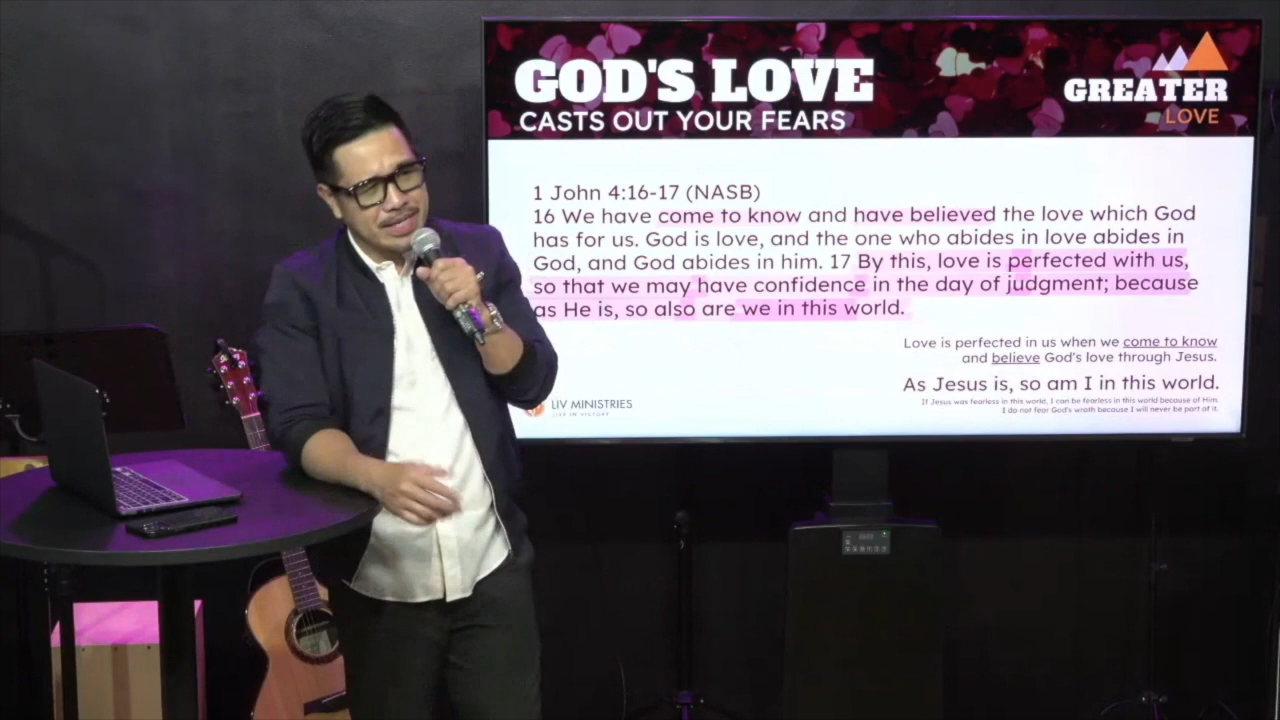 GOD'S LOVE
CASTS OUT YOUR FEARS
GREATER
LOVE
1 John 4:16-17 (NASB)
16 We have come to know and have believed the love which God
has for us. God is love, and the one who abides in love abides in
God, and God abides in him. 17 By this, love is perfected with us,
so that we may have confidence in the day of judgment; because
as He is, so also are we in this world.
Love is perfected in us when we come to know
and believe God's love through Jesus.
As Jesus is, so am I in this world.
If Jesus was fearless in this world, I can be fearless in this world because of Him.
I do not fear God's wrath because I will never be part of it.
LIV MINISTRIES
LIVE IN VICTORY